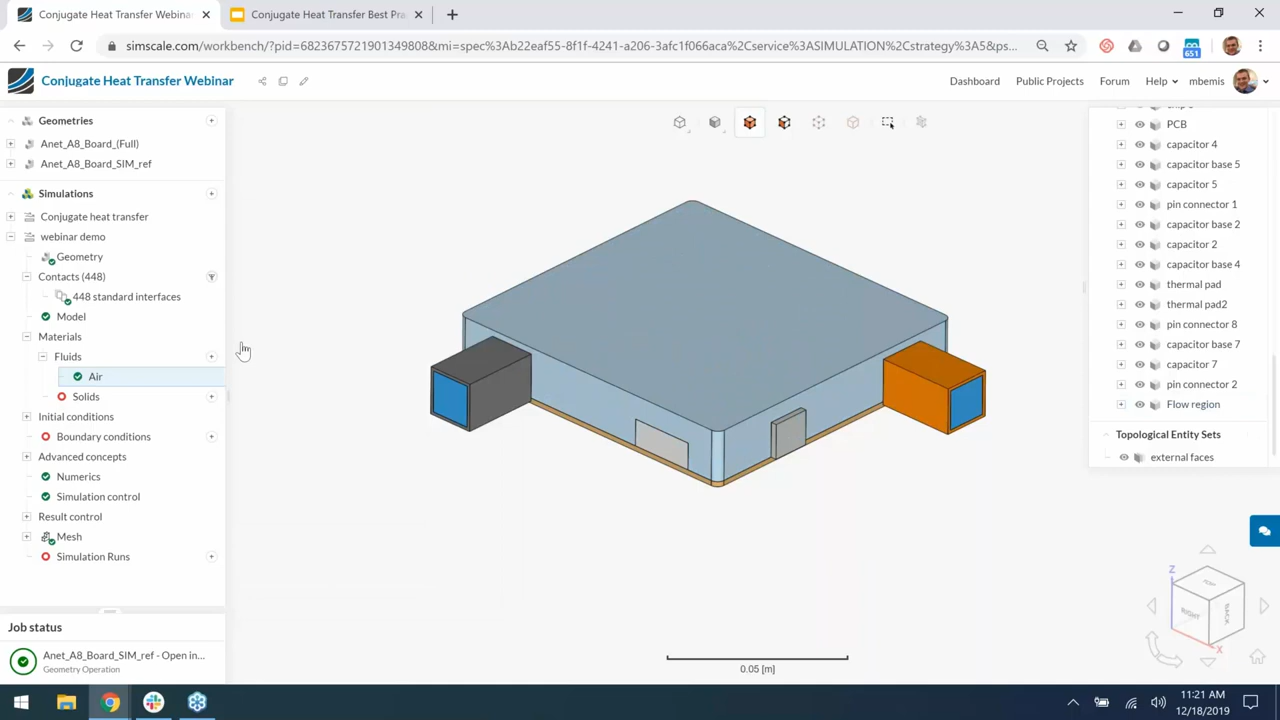 Conjugate Heat Transfer Webinar
Conjugate Heat Transfer Best Pra
simscale.com/workbench/?pid=682367572190134980&mi=spec%3Ab22eaf55-8f1f-4241-a206-3afc1f066aca%2Cservice%3ASIMULATION%2Cstrategy%3A5&ps...
651
Conjugate Heat Transfer Webinar
Dashboard
Public Projects
Forum
Help
mbemis
Geometries
Anet_A8_Board_(Full)
Anet_A8_Board_SIM_ref
Simulations
Conjugate heat transfer
webinar demo
Geometry
Contacts (448)
448 standard interfaces
Model
Materials
Fluids
Air
Solids
Initial conditions
Boundary conditions
Advanced concepts
Numerics
Simulation control
Result control
Mesh
Simulation Runs
Job status
Anet_A8_Board_SIM_ref - Open in...
Geometry Operation
PCB
capacitor 4
capacitor base 5
capacitor 5
pin connector 1
capacitor base 2
capacitor 2
capacitor base 4
thermal pad
thermal pad2
pin connector 8
capacitor base 7
capacitor 7
pin connector 2
Flow region
Topological Entity Sets
external faces
0.05 [m]
Z
TOP
RIGHT
BACK
X
11:21 AM
12/18/2019